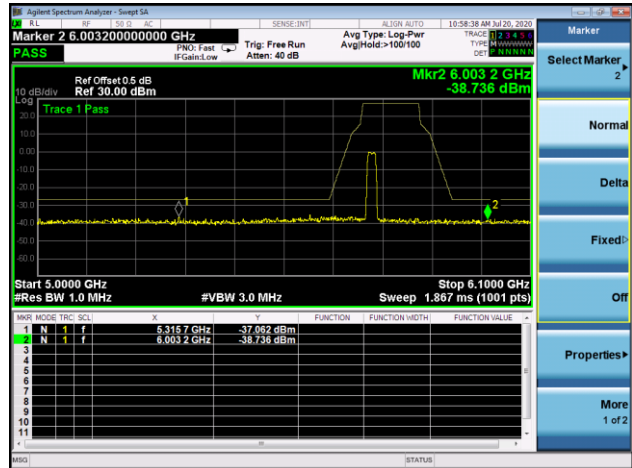 Agilent Spectrum Analyzer - Swept SA
RL RF 50 Ω AC SENSE:INT ALIGN AUTO 10:58:38 AM Jul 20, 2020
Marker 2 6.003200000000 GHz
PASS
PNO: Fast
IFGain:Low
Trig: Free Run
Atten: 40 dB
Avg Type: Log-Pwr
Avg|Hold:>100/100
TRACE 1 2 3 4 5 6
TYPE M W W W W W
DET P N N N N N
Ref Offset 0.5 dB
10 dB/div Ref 30.00 dBm
Mkr2 6.003 2 GHz
-38.736 dBm
Log
Trace 1 Pass
20.0
10.0
0.00
-10.0
-20.0
-30.0
-40.0
-50.0
-60.0
1
2
Start 5.0000 GHz Stop 6.1000 GHz
#Res BW 1.0 MHz #VBW 3.0 MHz Sweep 1.867 ms (1001 pts)
MKR MODE TRC SCL X Y FUNCTION FUNCTION WIDTH FUNCTION VALUE
1 N 1 f 5.315 7 GHz -37.062 dBm
2 N 1 f 6.003 2 GHz -38.736 dBm
3
4
5
6
7
8
9
10
11
MSG STATUS
Marker
Select Marker
2
Normal
Delta
Fixed
Off
Properties
More
1 of 2